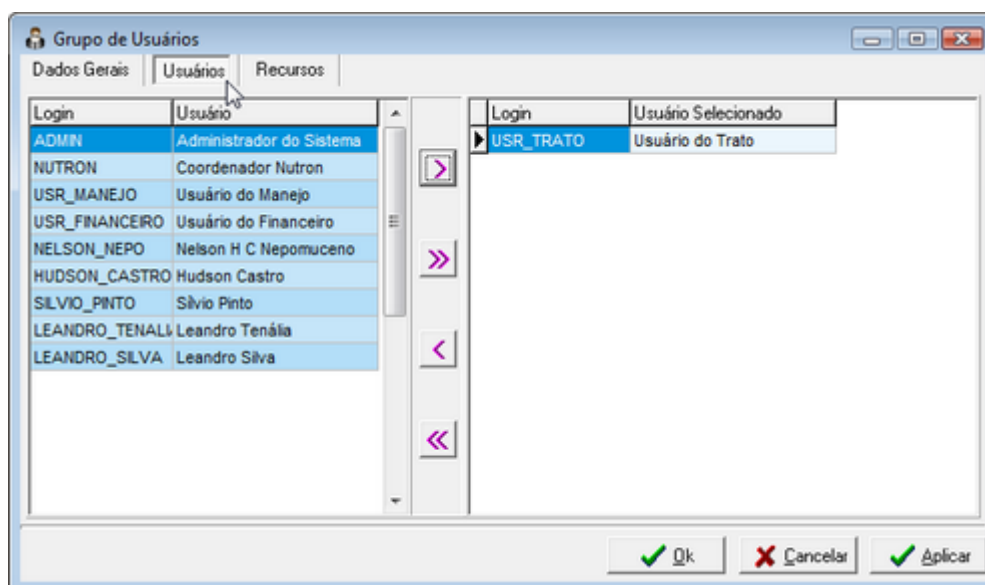 Grupo de Usuários
Dados Gerais Usuários Recursos
Login Usuário Login Usuário Selecionado
ADMIN Administrador do Sistema USR_TRATO Usuário do Trato
NUTRON Coordenador Nutron
USR_MANEJO Usuário do Manejo
USR_FINANCEIRO Usuário do Financeiro
NELSON_NEPO Nelson H C Nepomuceno
HUDSON_CASTRO Hudson Castro
SILVIO_PINTO Sílvio Pinto
LEANDRO_TENALI Leandro Tenália
LEANDRO_SILVA Leandro Silva
Ok Cancelar Aplicar